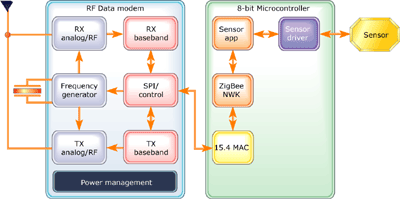 RF Data modem
8-bit Microcontroller
RX
analog/RF
RX
baseband
Sensor
app
Sensor
driver
Sensor
Frequency
generator
SPI/
control
ZigBee
NWK
TX
analog/RF
TX
baseband
15.4 MAC
Power management